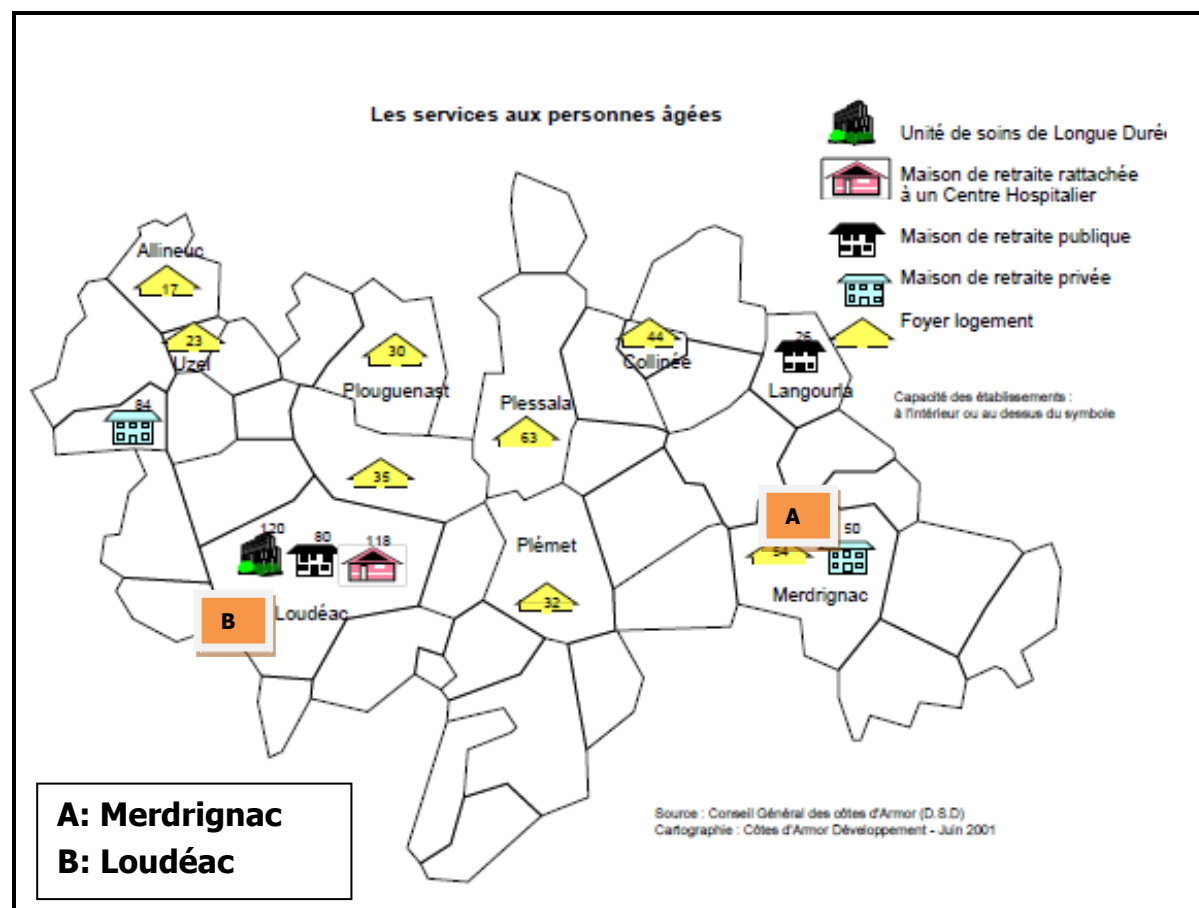 Les services aux personnes âgées
Unité de soins de Longue Durée
Maison de retraite rattachée
à un Centre Hospitalier
Maison de retraite publique
Maison de retraite privée
Foyer logement
Capacité des établissements :
à l'intérieur ou au dessus du symbole
Allineuc
17
23
Uzel
84
30
Plouguenast
35
Plessala
63
44
Collinée
26
Langourla
120
80
118
Loudéac
B
Plémet
32
A
54
50
Merdrignac
A: Merdrignac
B: Loudéac
Source : Conseil Général des côtes d'Armor (D.S.D)
Cartographie : Côtes d'Armor Développement - Juin 2001